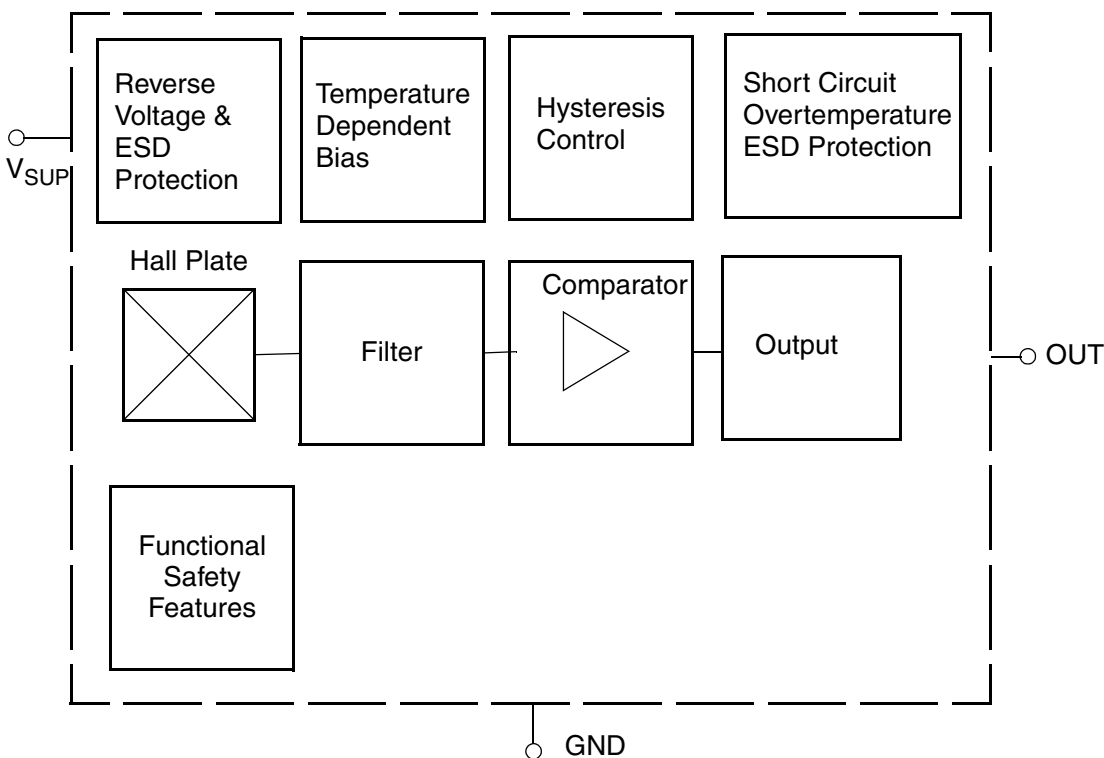 Reverse
Voltage &
ESD
Protection
Temperature
Dependent
Bias
Hysteresis
Control
Short Circuit
Overtemperature
ESD Protection
VSUP
Hall Plate
Filter
Comparator
Output
OUT
Functional
Safety
Features
GND